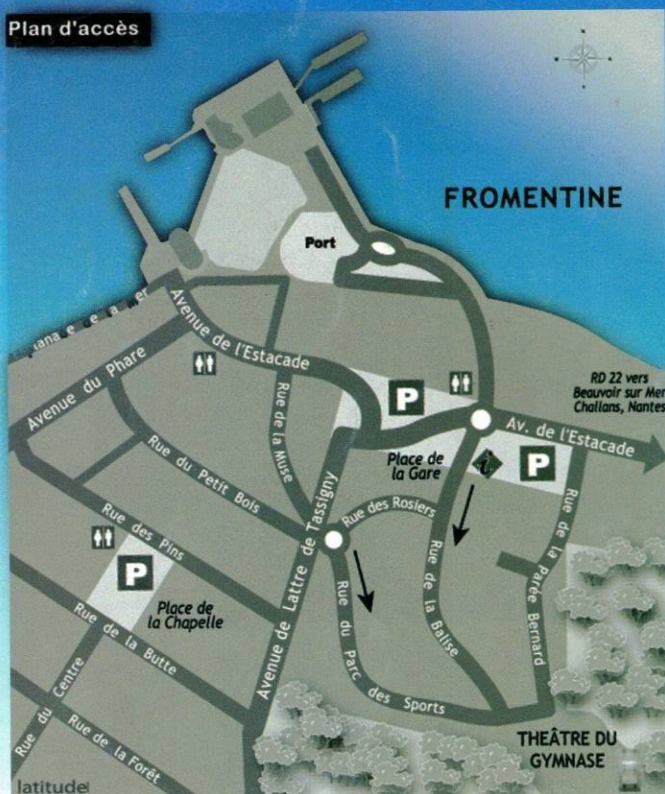 Plan d'accès
FROMENTINE
Port
Avenue de l'Estacade
Avenue du Phare
RD 22 vers
Beauvoir sur Mer
Challans, Nantes
P
Av. de l'Estacade
Rue de la Muse
Place de
la Gare
i
P
Rue du Petit Bois
Avenue de Lattre de Tassigny
Rue des Rosiers
Rue des Pins
P
Place de
la Chapelle
Rue de la Balise
Rue de la Parée Bernard
Rue du Parc des Sports
Rue de la Butte
Rue du Centre
Rue de la Forêt
THEÂTRE DU
GYMNASE
latitude